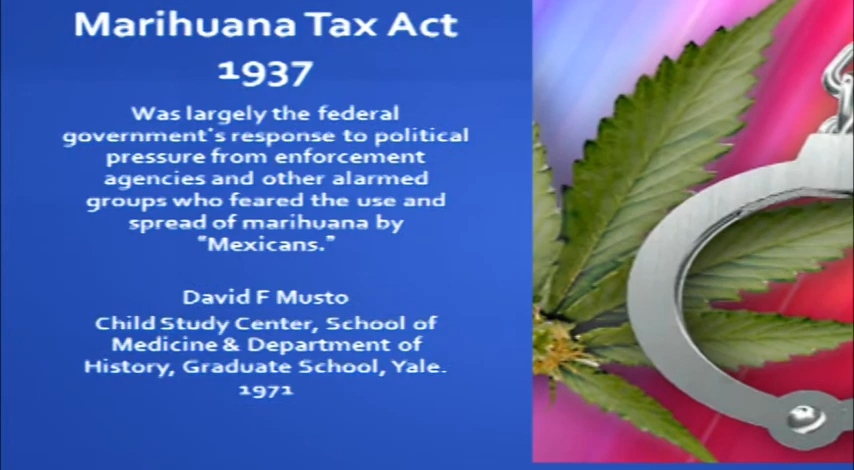 Marihuana Tax Act
1937
Was largely the federal
government's response to political
pressure from enforcement
agencies and other alarmed
groups who feared the use and
spread of marihuana by
"Mexicans."
David F Musto
Child Study Center, School of
Medicine & Department of
History, Graduate School, Yale.
1971